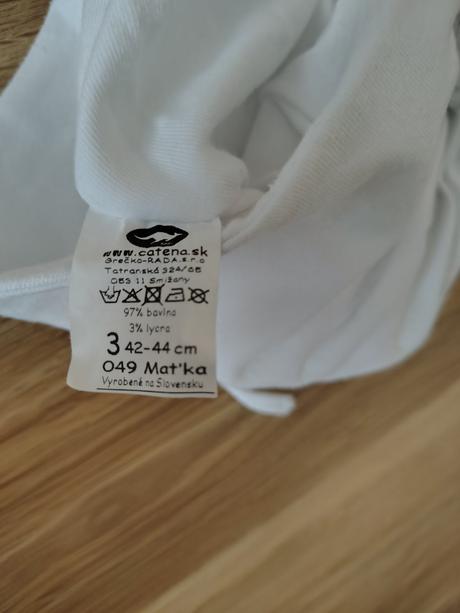 www.catena.sk
Grečko-RADA.s.r.o
Tatranská 324/65
053 11 Smižany
97% bavlna
3% lycra
3 42-44 cm
049 Mat'ka
Vyrobené na Slovensku